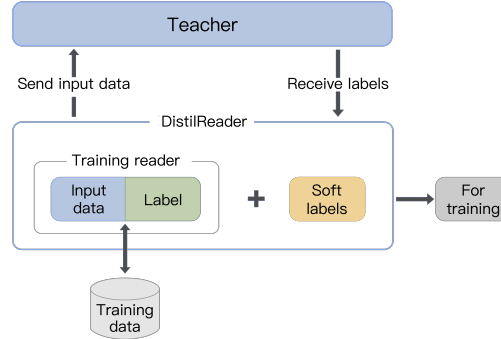 Teacher
Send input data
Receive labels
DistilReader
Training reader
Input
data
Label
+
Soft
labels
For
training
Training
data